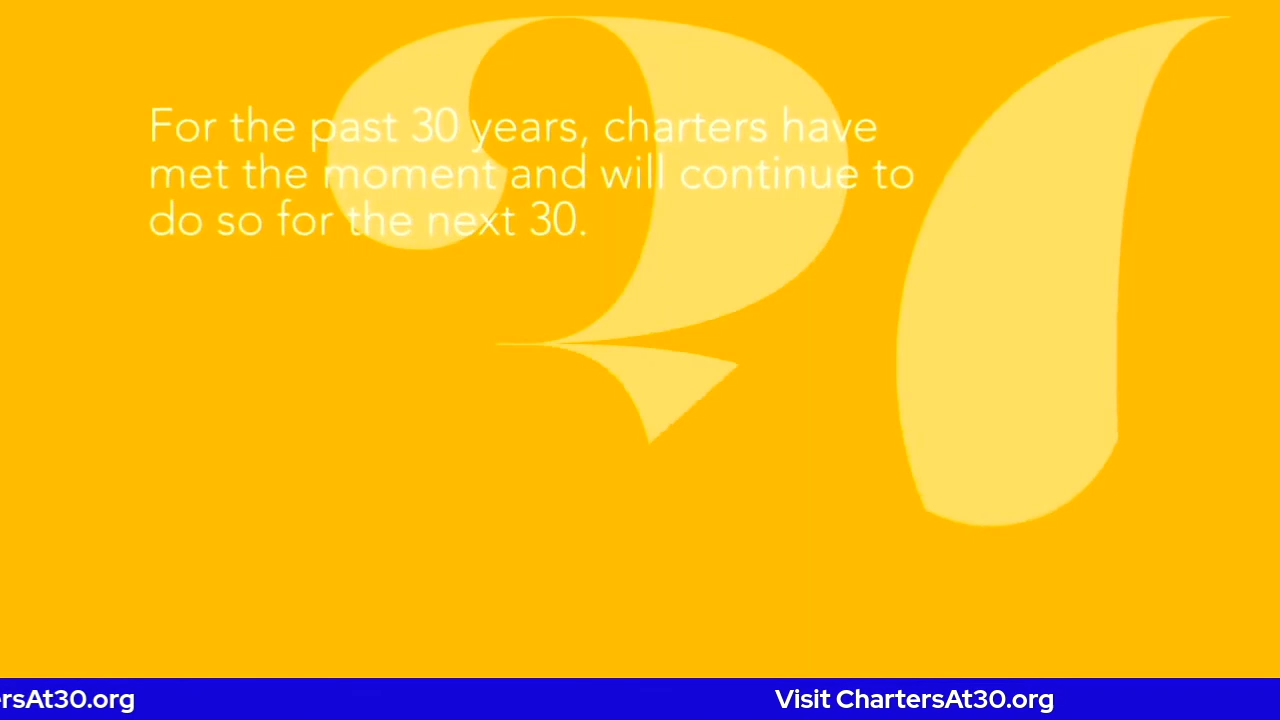 For the past 30 years, charters have
met the moment and will continue to
do so for the next 30.
ersAt30.org
Visit ChartersAt30.org